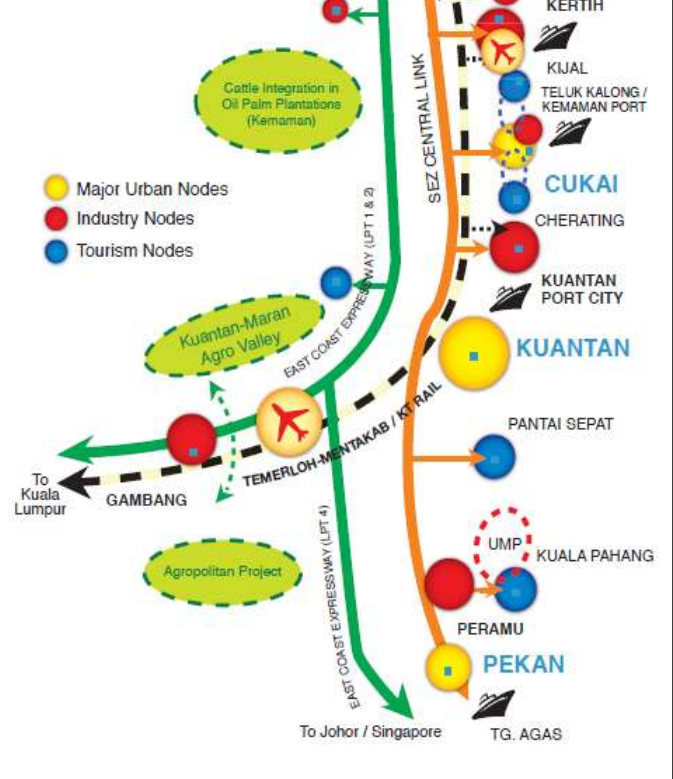 KERTIH
KIJAL
TELUK KALONG /
KEMAMAN PORT
Cattle Integration in
Oil Palm Plantations
(Kemaman)
SEZ CENTRAL LINK
CUKAI
Major Urban Nodes
Industry Nodes
Tourism Nodes
CHERATING
EAST COAST EXPRESSWAY (LPT 1 & 2)
KUANTAN
PORT CITY
Kuantan-Maran
Agro Valley
KUANTAN
TEMERLOH-MENTAKAB / KT RAIL
PANTAI SEPAT
To
Kuala
Lumpur
GAMBANG
EAST COAST EXPRESSWAY (LPT 4)
UMP
KUALA PAHANG
Agropolitan Project
PERAMU
PEKAN
To Johor / Singapore
TG. AGAS